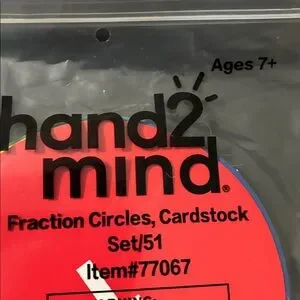 Ages 7+
hand2
mind®
Fraction Circles, Cardstock
Set/51
Item#77067